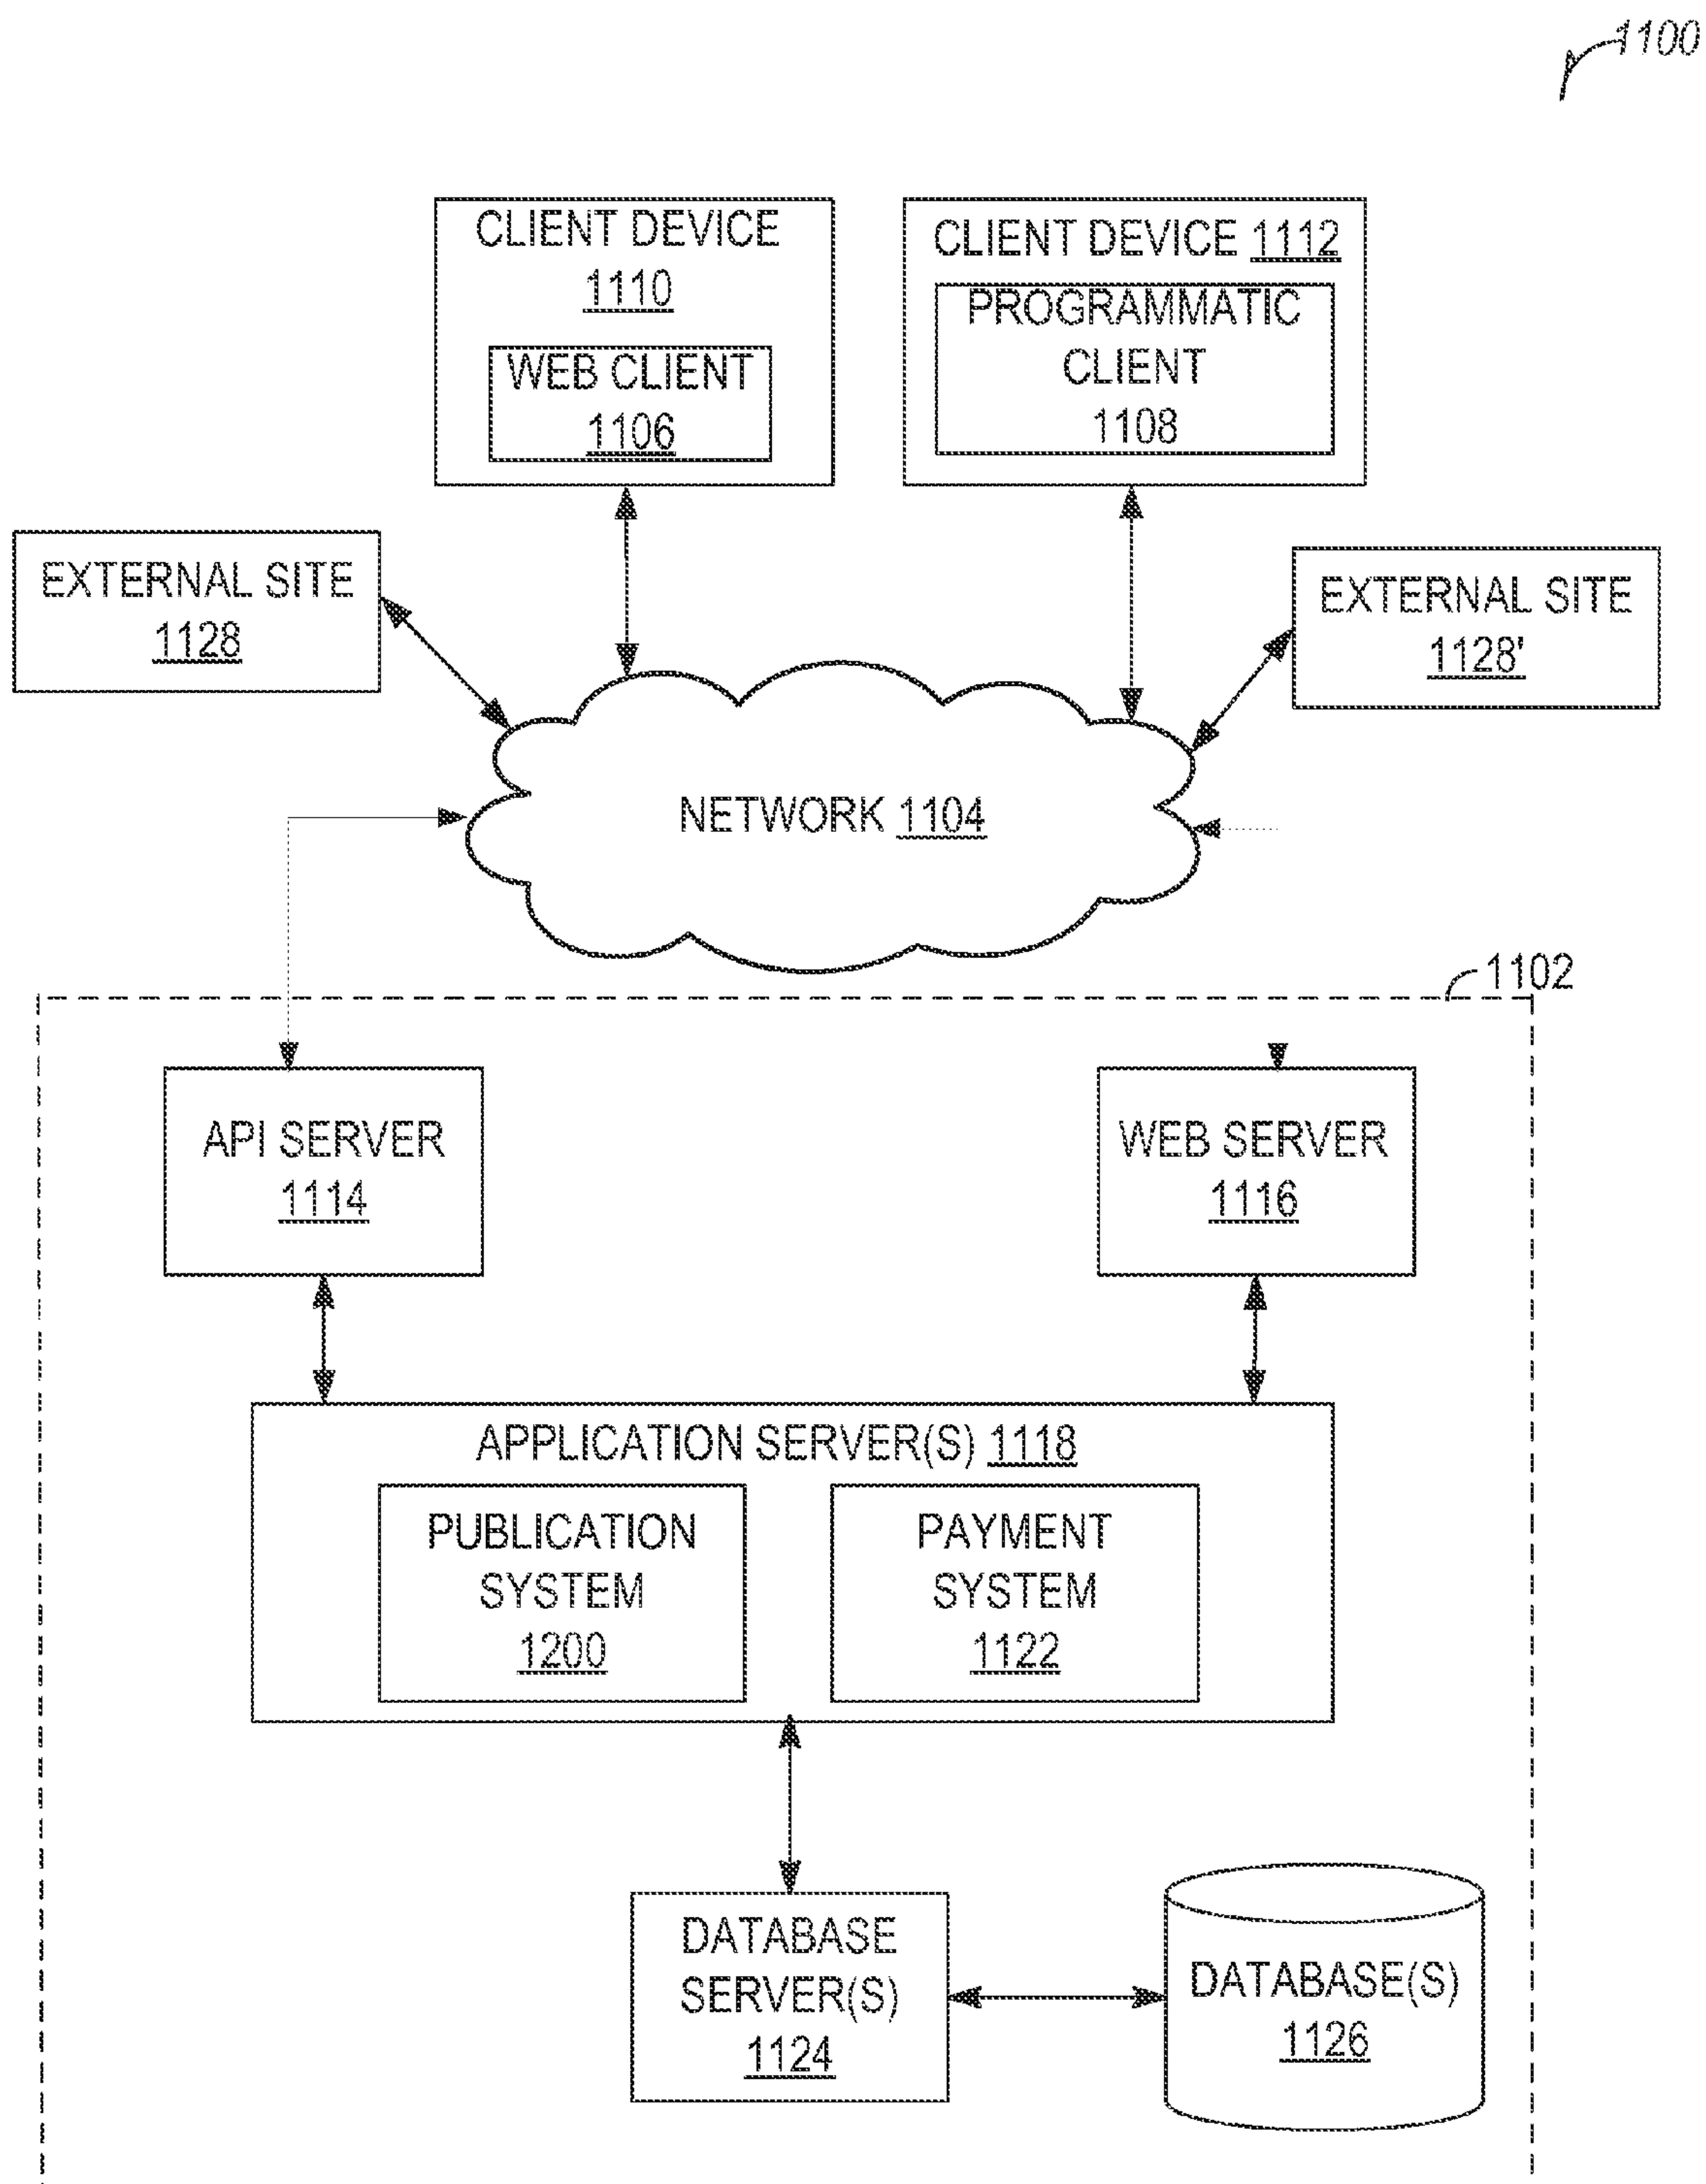 1100
CLIENT DEVICE
1110
WEB CLIENT
1106
CLIENT DEVICE 1112
PROGRAMMATIC
CLIENT
1108
EXTERNAL SITE
1128
EXTERNAL SITE
1128'
NETWORK 1104
1102
API SERVER
1114
WEB SERVER
1116
APPLICATION SERVER(S) 1118
PUBLICATION
SYSTEM
1200
PAYMENT
SYSTEM
1122
DATABASE
SERVER(S)
1124
DATABASE(S)
1126